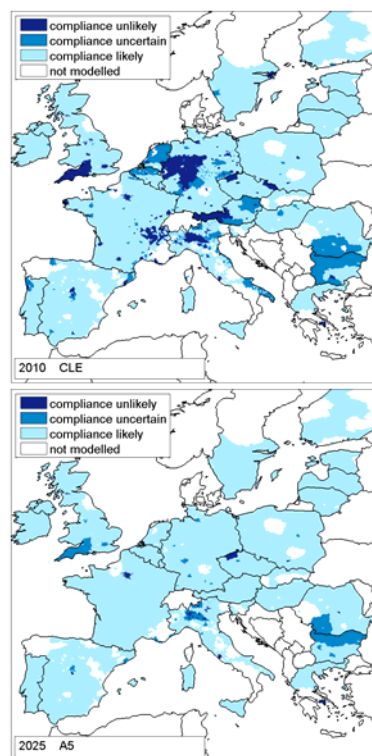 compliance unlikely
compliance uncertain
compliance likely
not modelled
2010 CLE
compliance unlikely
compliance uncertain
compliance likely
not modelled
2025 A5